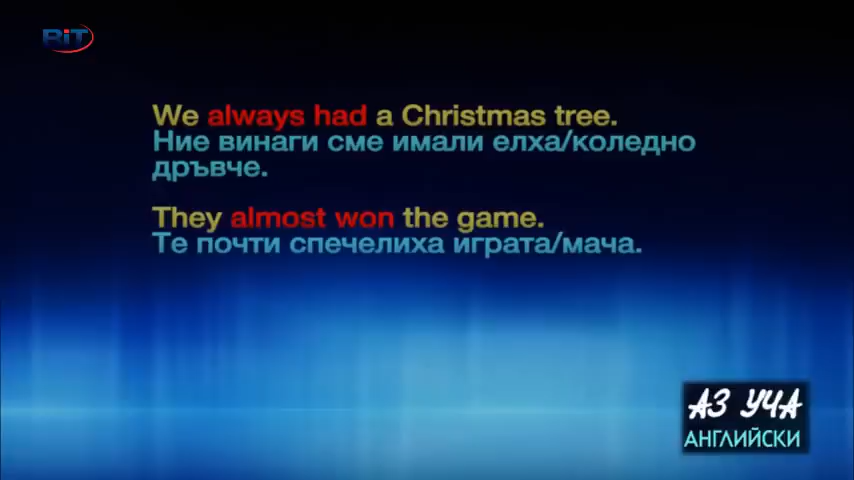 RiT
We always had a Christmas tree.
Ние винаги сме имали елха/коледно
дръвче.
They almost won the game.
Те почти спечелиха играта/мача.
АЗ УЧА
АНГЛИЙСКИ